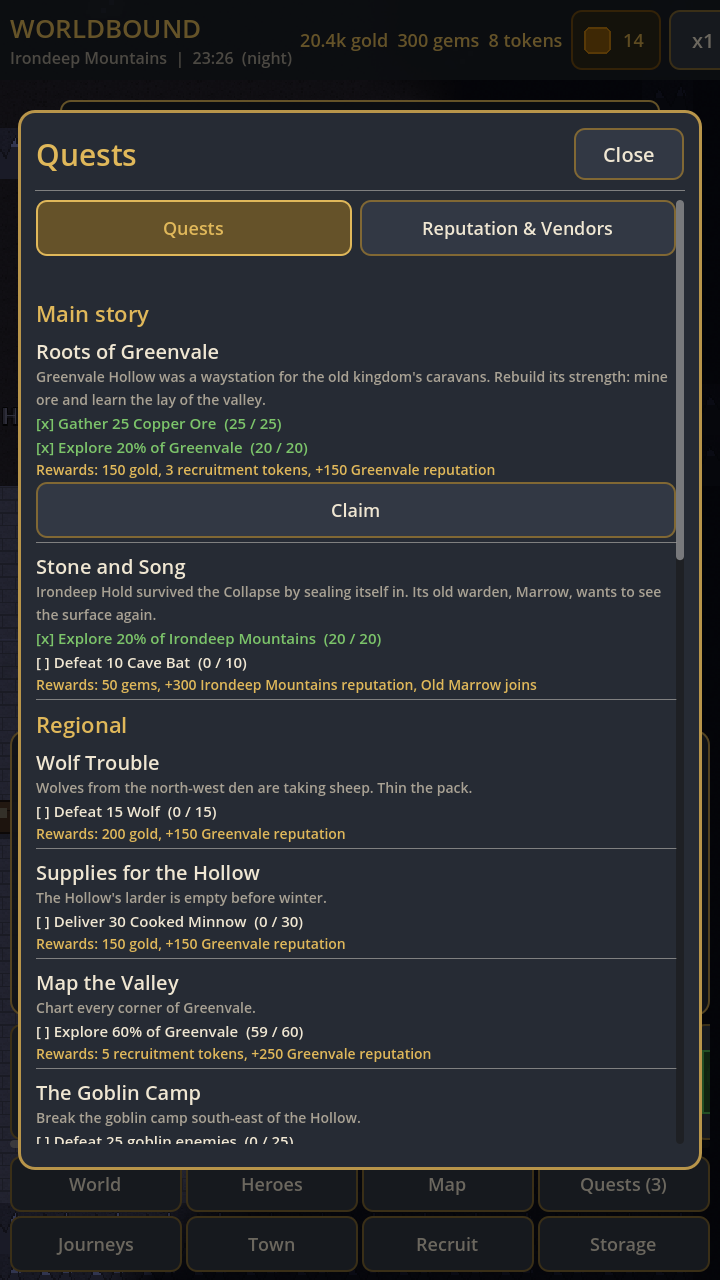 WORLDBOUND
Irondeep Mountains | 23:26 (night)
20.4k gold 300 gems 8 tokens
14
x1
Quests
Close
Quests
Reputation & Vendors
Main story
Roots of Greenvale
Greenvale Hollow was a waystation for the old kingdom's caravans. Rebuild its strength: mine
ore and learn the lay of the valley.
[x] Gather 25 Copper Ore (25 / 25)
[x] Explore 20% of Greenvale (20 / 20)
Rewards: 150 gold, 3 recruitment tokens, +150 Greenvale reputation
Claim
Stone and Song
Irondeep Hold survived the Collapse by sealing itself in. Its old warden, Marrow, wants to see
the surface again.
[x] Explore 20% of Irondeep Mountains (20 / 20)
[ ] Defeat 10 Cave Bat (0 / 10)
Rewards: 50 gems, +300 Irondeep Mountains reputation, Old Marrow joins
Regional
Wolf Trouble
Wolves from the north-west den are taking sheep. Thin the pack.
[ ] Defeat 15 Wolf (0 / 15)
Rewards: 200 gold, +150 Greenvale reputation
Supplies for the Hollow
The Hollow's larder is empty before winter.
[ ] Deliver 30 Cooked Minnow (0 / 30)
Rewards: 150 gold, +150 Greenvale reputation
Map the Valley
Chart every corner of Greenvale.
[ ] Explore 60% of Greenvale (59 / 60)
Rewards: 5 recruitment tokens, +250 Greenvale reputation
The Goblin Camp
Break the goblin camp south-east of the Hollow.
[ ] Defeat 25 goblin enemies (0 / 25)
World
Heroes
Map
Quests (3)
Journeys
Town
Recruit
Storage